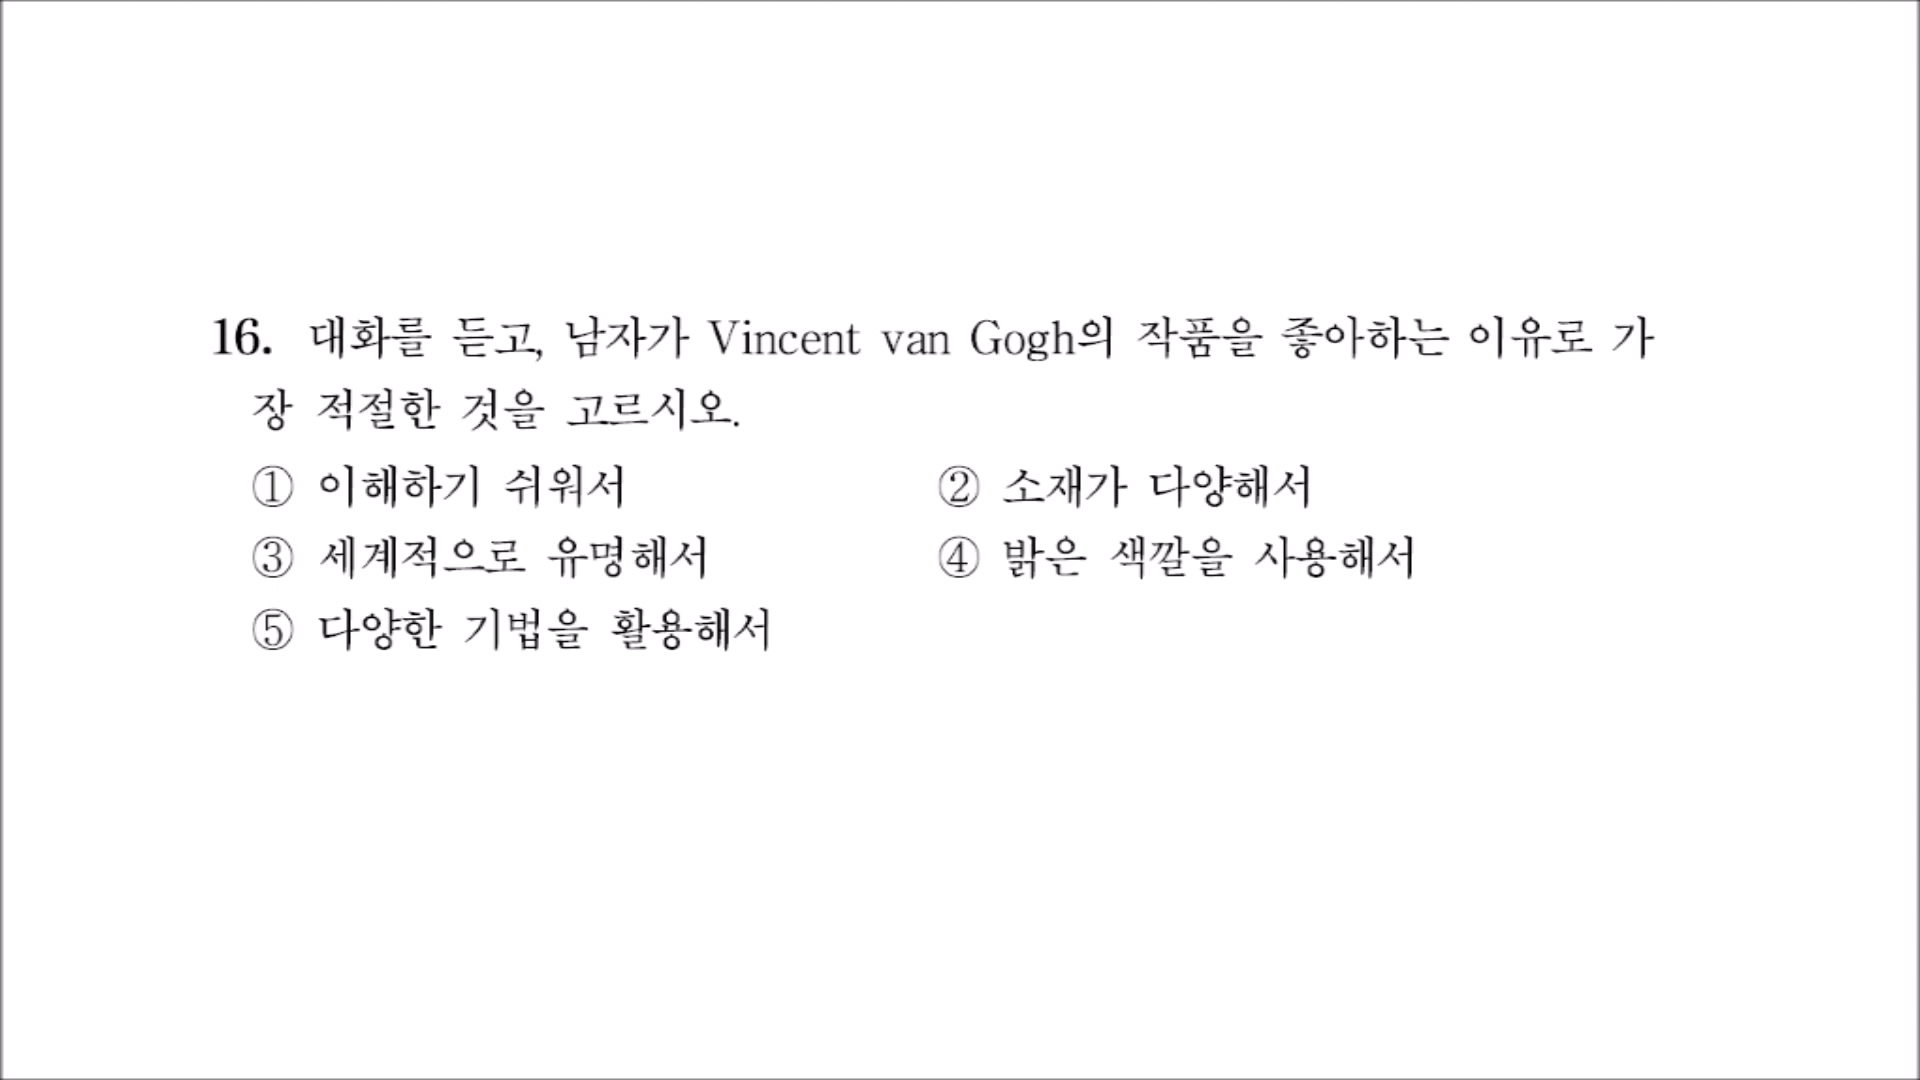 16. 대화를 듣고, 남자가 Vincent van Gogh의 작품을 좋아하는 이유로 가
장 적절한 것을 고르시오.
① 이해하기 쉬워서 ② 소재가 다양해서
③ 세계적으로 유명해서 ④ 밝은 색깔을 사용해서
⑤ 다양한 기법을 활용해서